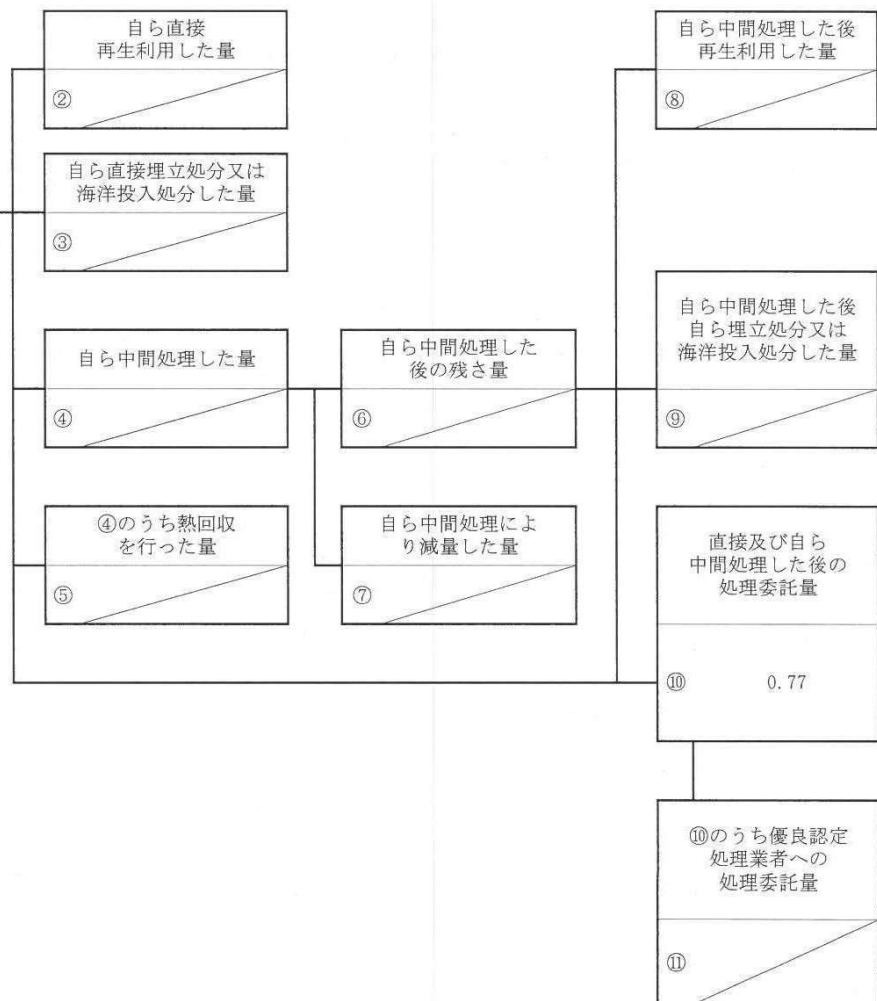 自ら直接
再生利用した量
②
自ら直接埋立処分又は
海洋投入処分した量
③
自ら中間処理した量
④
④のうち熱回収
を行った量
⑤
自ら中間処理した
後の残さ量
⑥
自ら中間処理によ
り減量した量
⑦
自ら中間処理した後
再生利用した量
⑧
自ら中間処理した後
自ら埋立処分又は
海洋投入処分した量
⑨
直接及び自ら
中間処理した後の
処理委託量
⑩ 0.77
⑩のうち優良認定
処理業者への
処理委託量
⑪